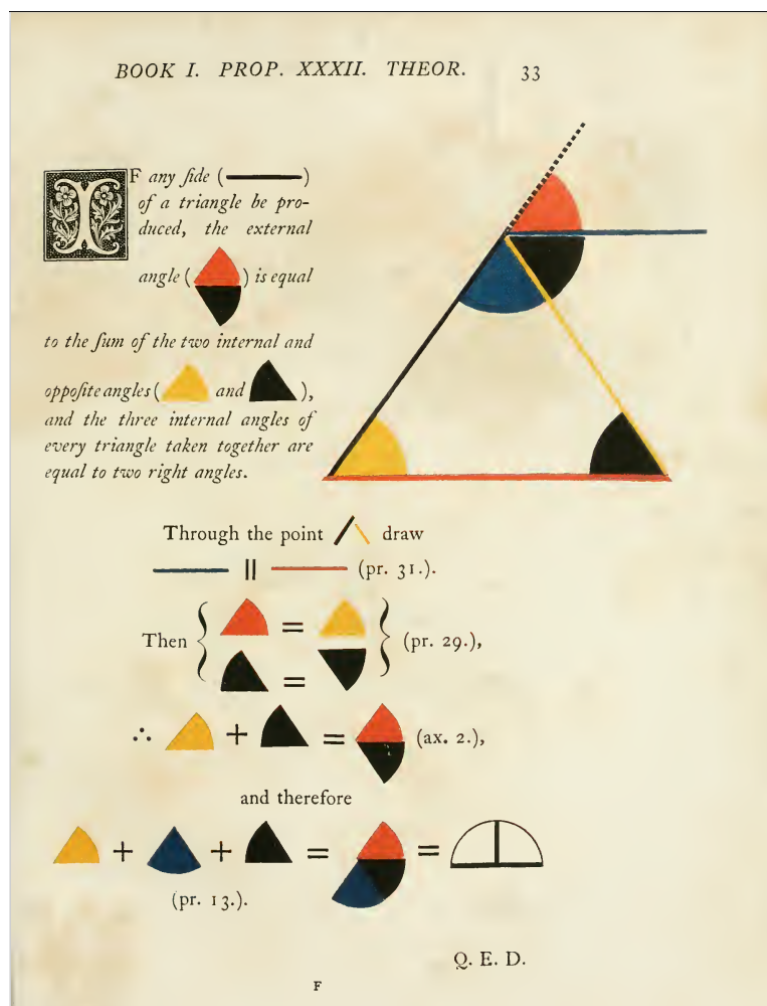 BOOK I. PROP. XXXII. THEOR. 33
IF any ſide ( )
of a triangle be pro-
duced, the external
angle ( ) is equal
to the ſum of the two internal and
oppoſite angles ( and ),
and the three internal angles of
every triangle taken together are
equal to two right angles.
Through the point draw
|| (pr. 31.).
Then { = } (pr. 29.),
{ = }
∴ + = (ax. 2.),
and therefore
+ + = =
(pr. 13.).
Q. E. D.
F